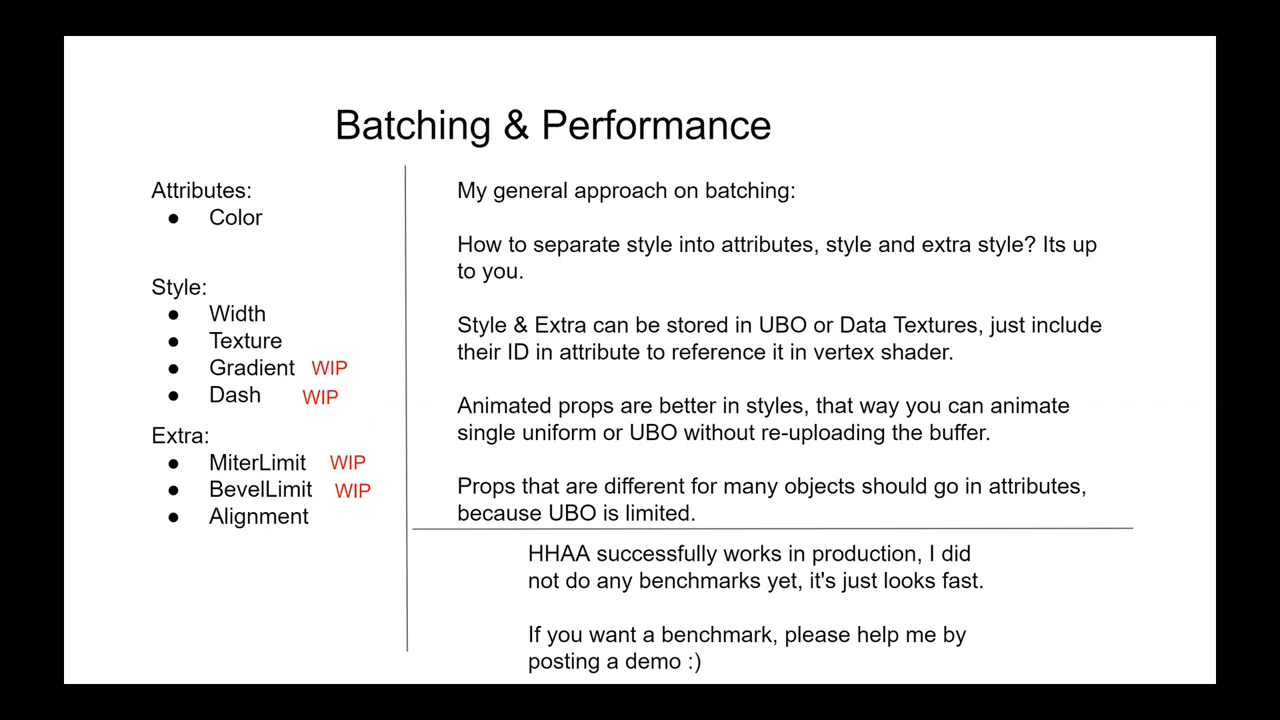 Batching & Performance
Attributes:
● Color
Style:
● Width
● Texture
● Gradient WIP
● Dash WIP
Extra:
● MiterLimit WIP
● BevelLimit WIP
● Alignment
My general approach on batching:
How to separate style into attributes, style and extra style? Its up
to you.
Style & Extra can be stored in UBO or Data Textures, just include
their ID in attribute to reference it in vertex shader.
Animated props are better in styles, that way you can animate
single uniform or UBO without re-uploading the buffer.
Props that are different for many objects should go in attributes,
because UBO is limited.
HHAA successfully works in production, I did
not do any benchmarks yet, it's just looks fast.
If you want a benchmark, please help me by
posting a demo :)